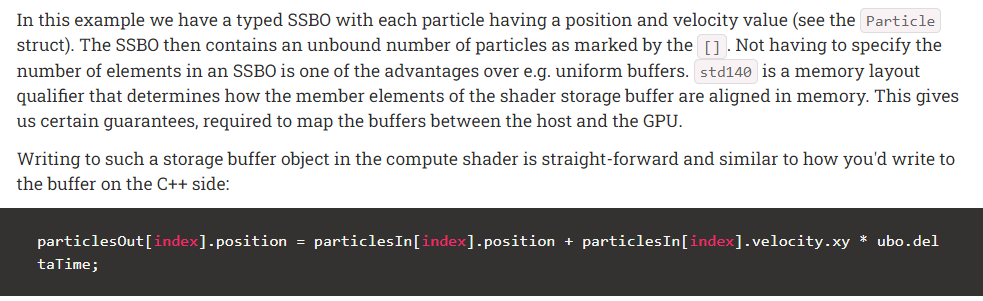 In this example we have a typed SSBO with each particle having a position and velocity value (see the Particle
struct). The SSBO then contains an unbound number of particles as marked by the []. Not having to specify the
number of elements in an SSBO is one of the advantages over e.g. uniform buffers. std140 is a memory layout
qualifier that determines how the member elements of the shader storage buffer are aligned in memory. This gives
us certain guarantees, required to map the buffers between the host and the GPU.
Writing to such a storage buffer object in the compute shader is straight-forward and similar to how you'd write to
the buffer on the C++ side:
particlesOut[index].position = particlesIn[index].position + particlesIn[index].velocity.xy * ubo.del
taTime;